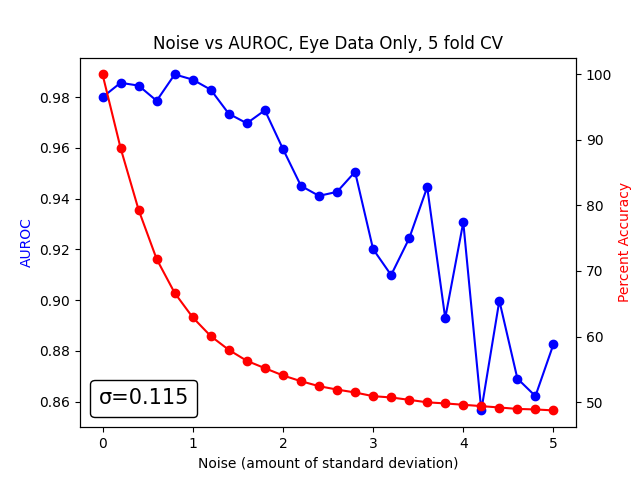 Noise vs AUROC, Eye Data Only, 5 fold CV
0.98
0.96
0.94
0.92
0.90
0.88
0.86
AUROC
100
90
80
70
60
50
Percent Accuracy
σ=0.115
0 1 2 3 4 5
Noise (amount of standard deviation)